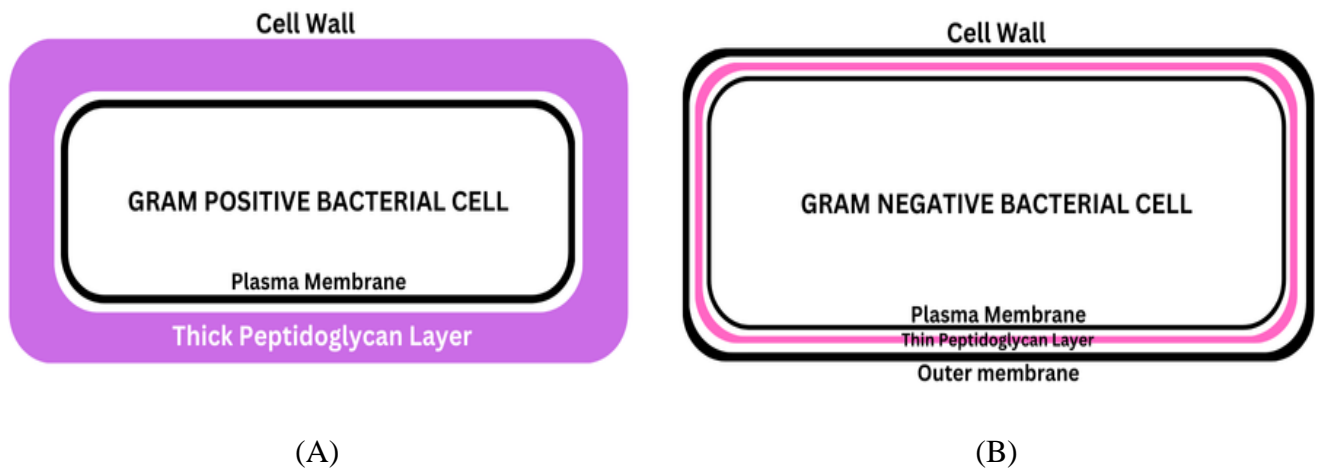 Cell Wall
GRAM POSITIVE BACTERIAL CELL
Plasma Membrane
Thick Peptidoglycan Layer
(A)
Cell Wall
GRAM NEGATIVE BACTERIAL CELL
Plasma Membrane
Thin Peptidoglycan Layer
Outer membrane
(B)